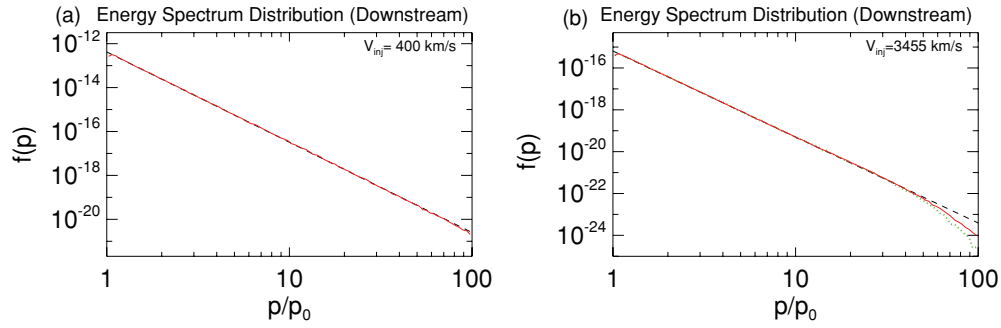 (a) Energy Spectrum Distribution (Downstream)
V_inj= 400 km/s
10^-12
10^-14
10^-16
10^-18
10^-20
f(p)
1 10 100
p/p_0
(b) Energy Spectrum Distribution (Downstream)
V_inj=3455 km/s
10^-16
10^-18
10^-20
10^-22
10^-24
f(p)
1 10 100
p/p_0